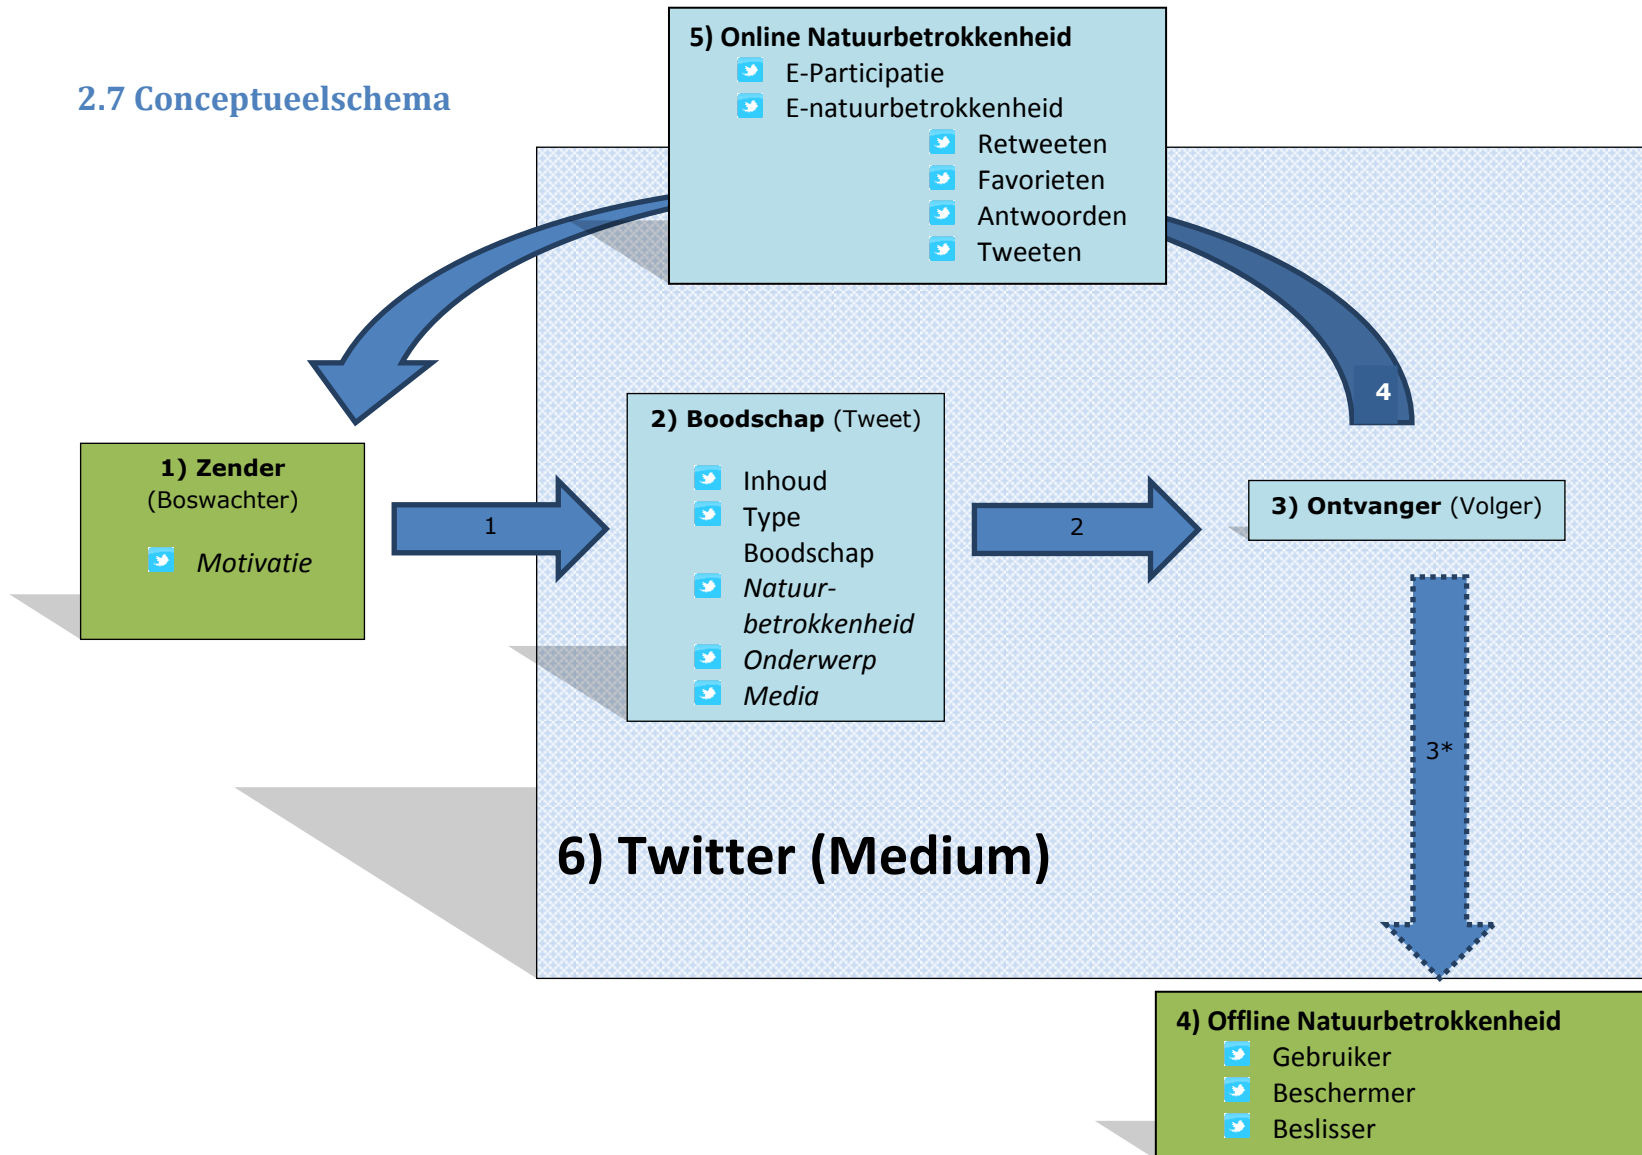 2.7 Conceptueelschema
5) Online Natuurbetrokkenheid
E-Participatie
E-natuurbetrokkenheid
Retweeten
Favorieten
Antwoorden
Tweeten
4
1) Zender
(Boswachter)
Motivatie
1
2) Boodschap (Tweet)
Inhoud
Type
Boodschap
Natuur-
betrokkenheid
Onderwerp
Media
2
3) Ontvanger (Volger)
3*
6) Twitter (Medium)
4) Offline Natuurbetrokkenheid
Gebruiker
Beschermer
Beslisser